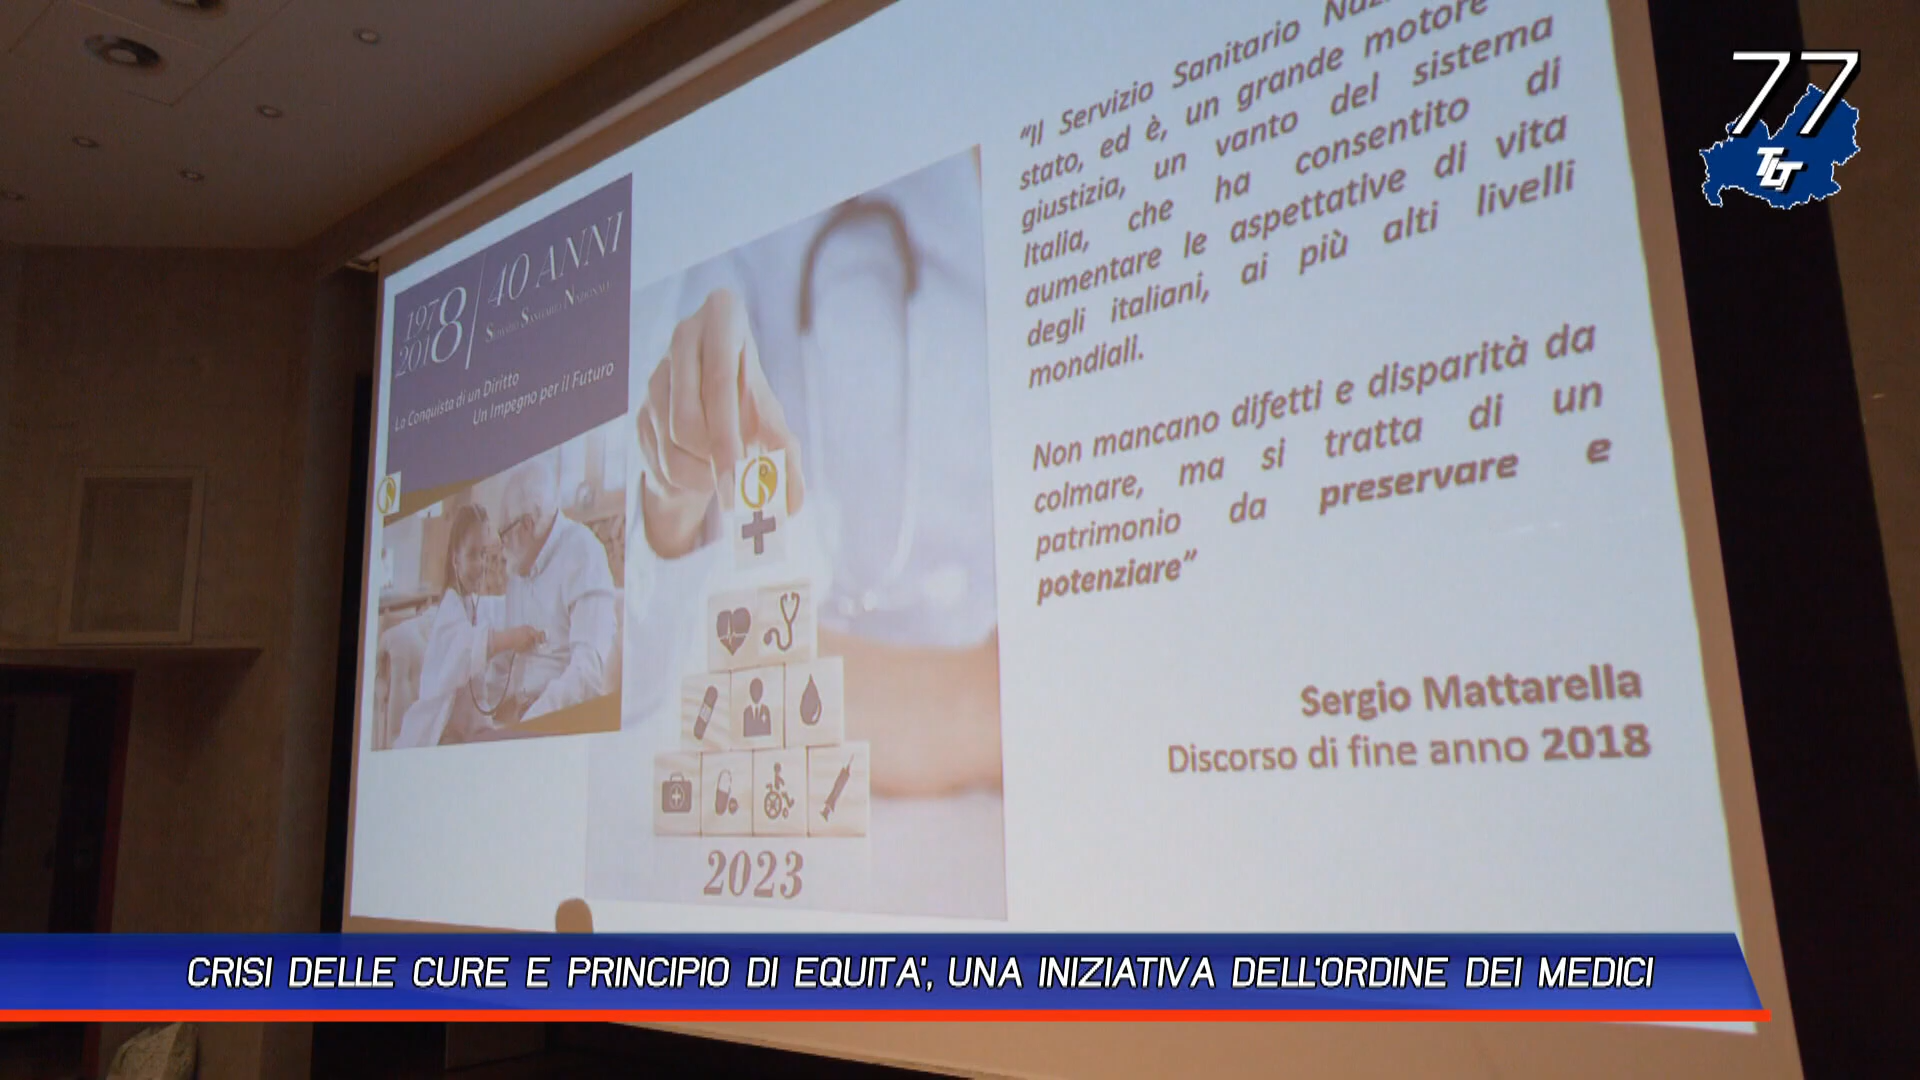 77
TLT
1978
2018
40 ANNI
SERVIZIO SANITARIO NAZIONALE
La Conquista di un Diritto
Un Impegno per il Futuro
2023
"Il Servizio Sanitario
stato, ed è, un grande motore
giustizia, un vanto del sistema
Italia, che ha consentito di
aumentare le aspettative di vita
degli italiani, ai più alti livelli
mondiali.
Non mancano difetti e disparità da
colmare, ma si tratta di un
patrimonio da preservare e
potenziare"
Sergio Mattarella
Discorso di fine anno 2018
CRISI DELLE CURE E PRINCIPIO DI EQUITA', UNA INIZIATIVA DELL'ORDINE DEI MEDICI